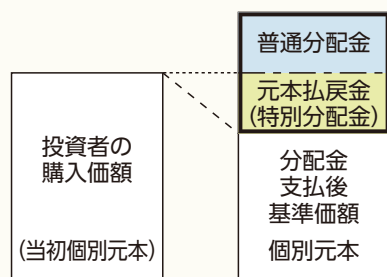 普通分配金
元本払戻金
(特別分配金)
投資者の
購入価額
(当初個別元本)
分配金
支払後
基準価額
個別元本